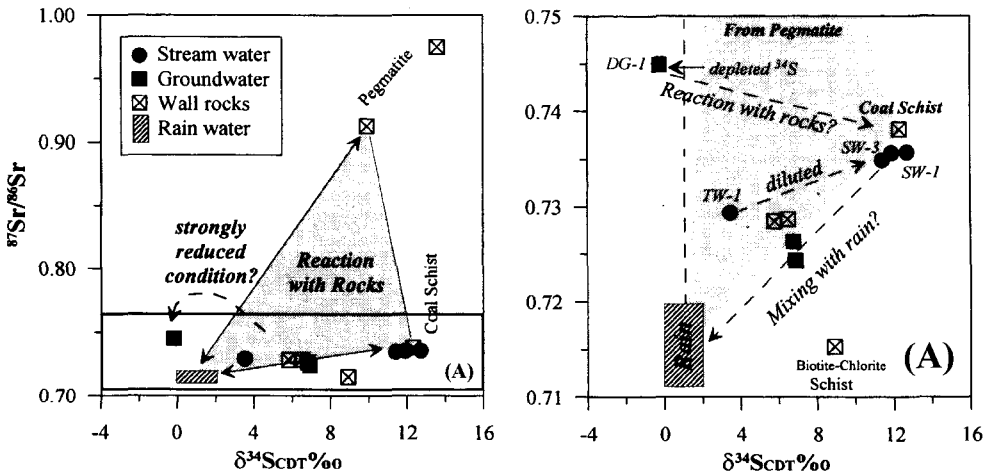 1.00
0.90
0.80
0.70
⁸⁷Sr/⁸⁶Sr
Stream water
Groundwater
Wall rocks
Rain water
Pegmatite
strongly
reduced
condition?
Reaction
with Rocks
Coal Schist
(A)
-4 0 4 8 12 16
δ³⁴SCDT‰
0.75
0.74
0.73
0.72
0.71
From Pegmatite
DG-1
depleted ³⁴S
Reaction with rocks?
Coal Schist
SW-3
SW-1
TW-1
diluted
Mixing with rain?
Rain
Biotite-Chlorite
Schist
(A)
-4 0 4 8 12 16
δ³⁴SCDT‰